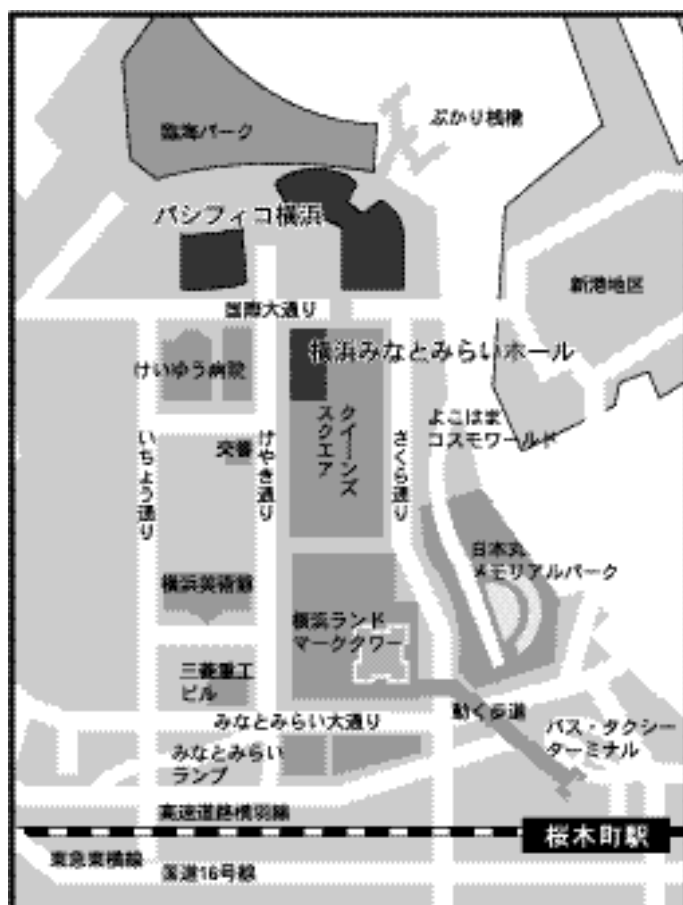 臨海パーク
ぷかり桟橋
パシフィコ横浜
新港地区
国際大通り
横浜みなとみらいホール
けいゆう病院
クイーンズ
スクエア
よこはま
コスモワールド
いちょう通り
けやき通り
さくら通り
交番
日本丸
メモリアルパーク
横浜美術館
横浜ランド
マークタワー
三菱重工
ビル
みなとみらい大通り
動く歩道
バス・タクシー
ターミナル
みなとみらい
ランプ
高速道路横羽線
桜木町駅
東急東横線
国道16号線